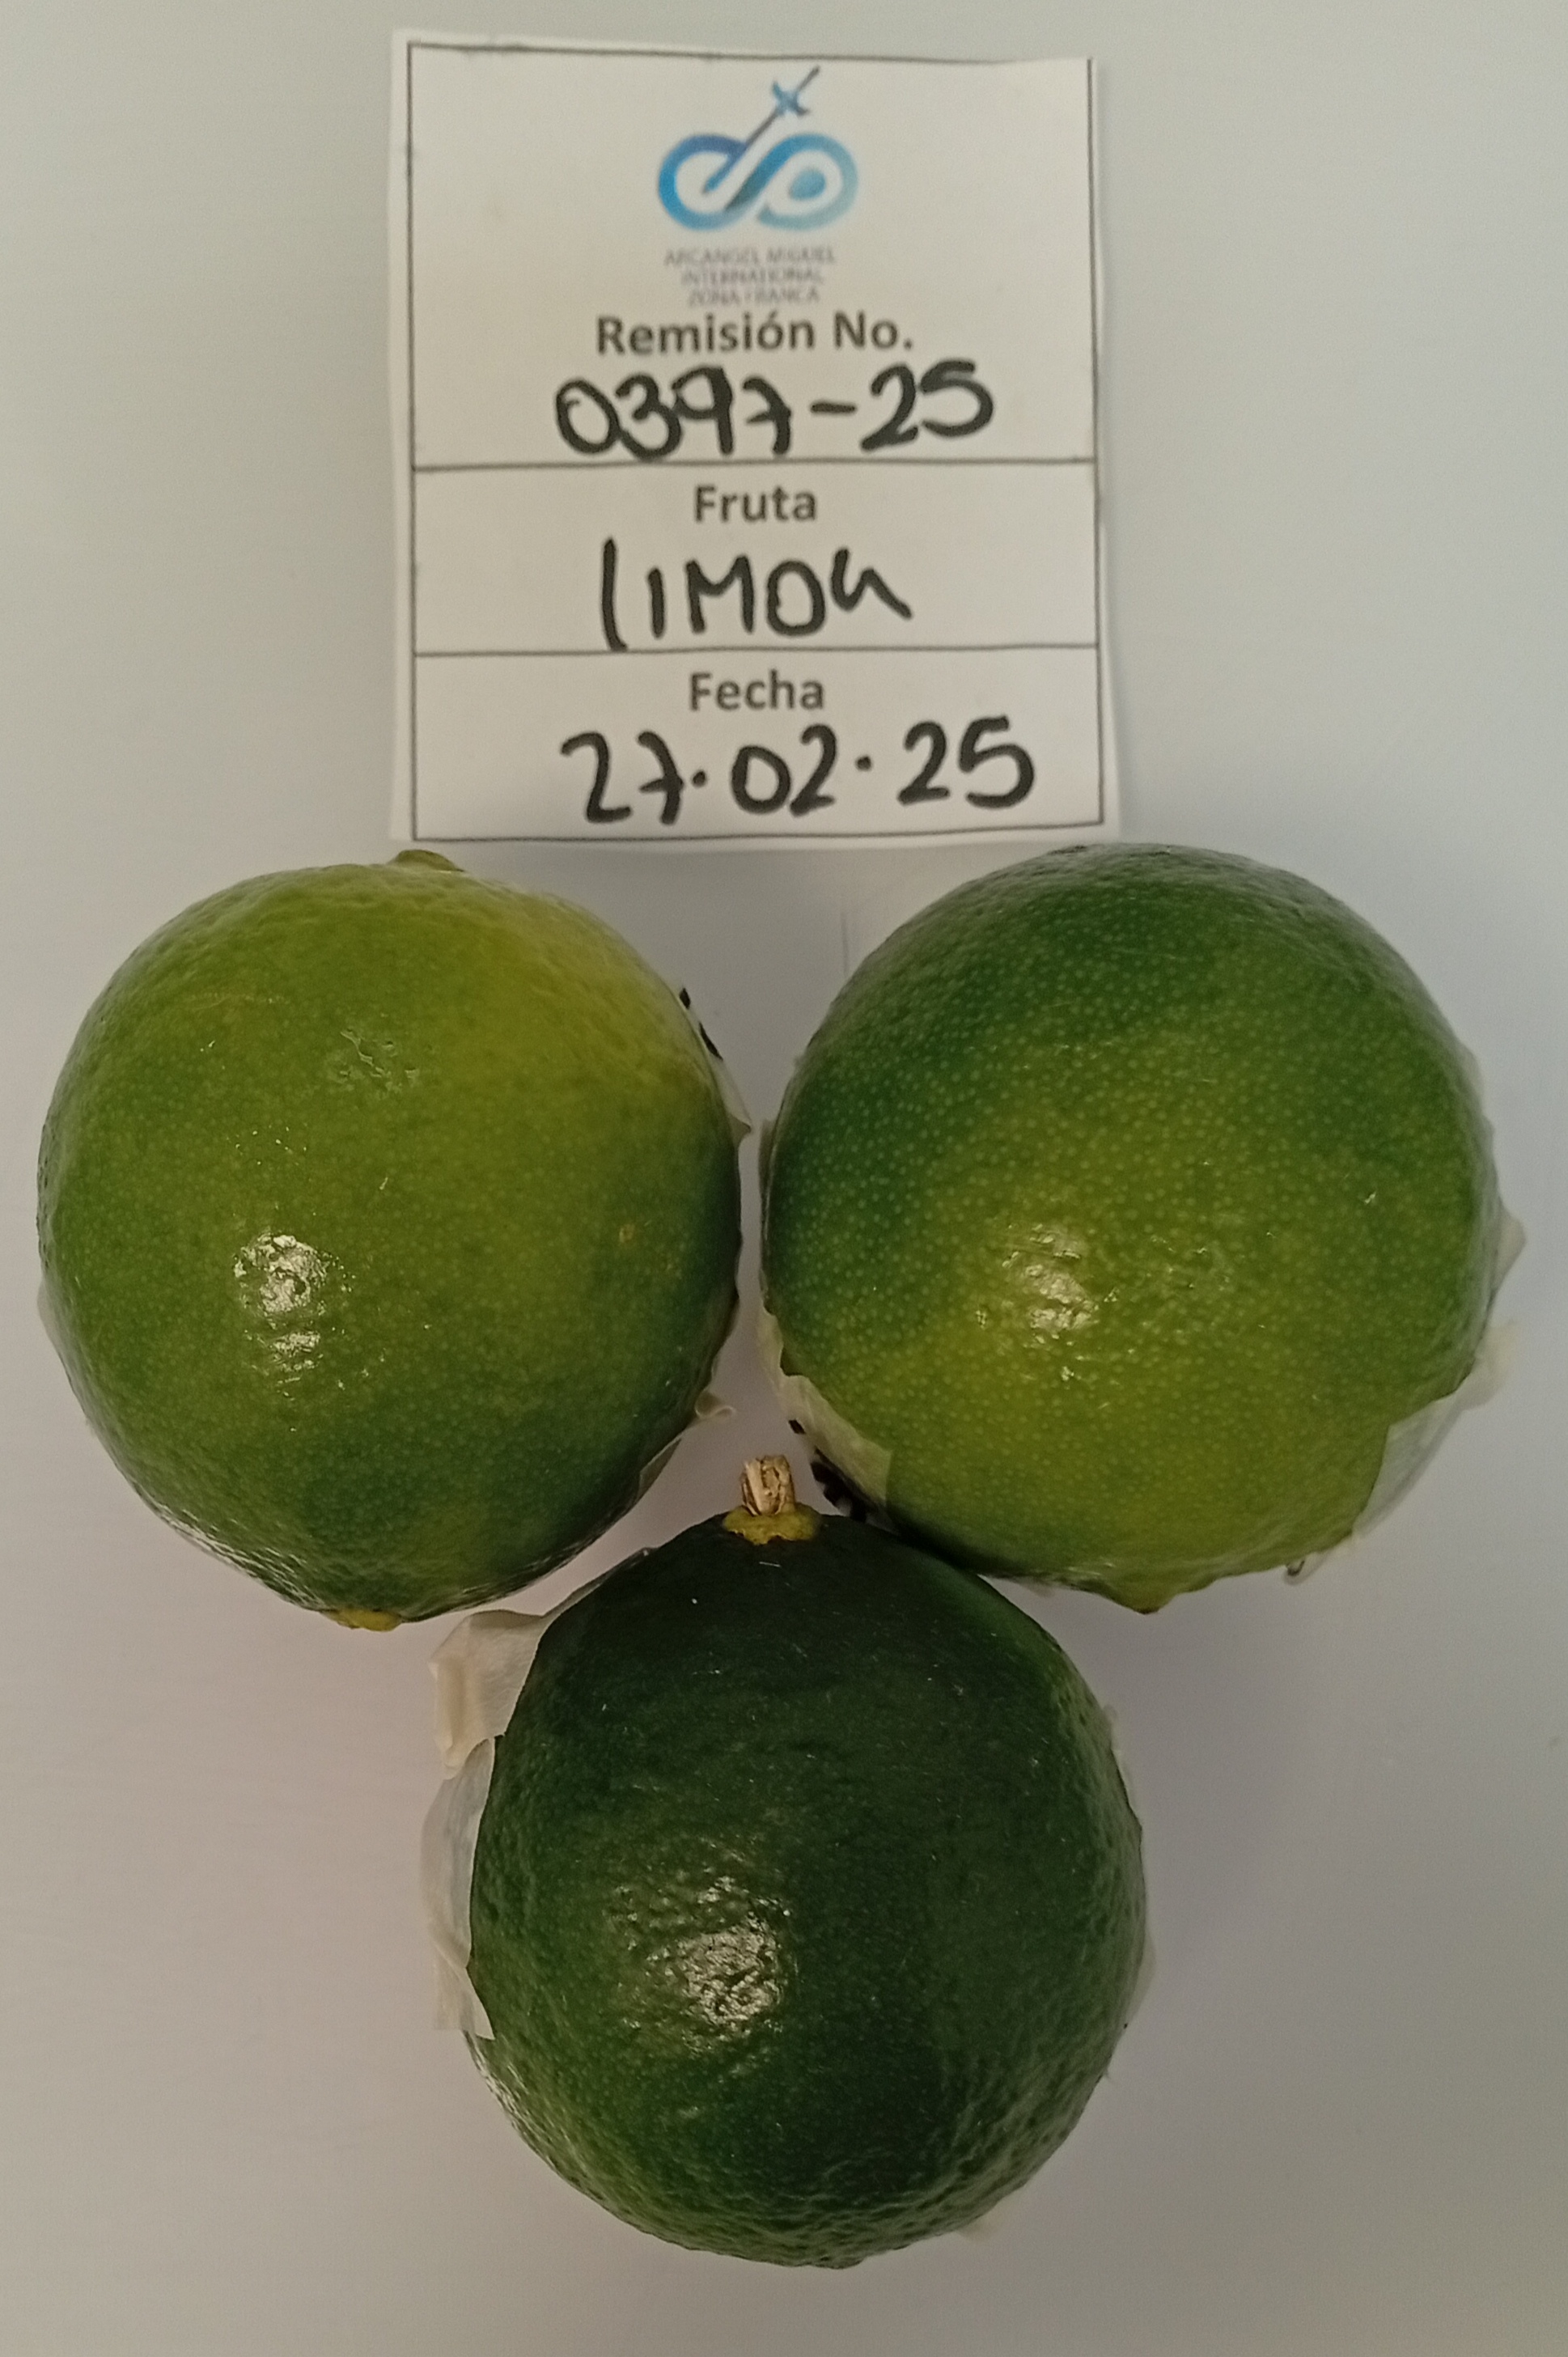 ARCANGEL MIGUEL
INTERNATIONAL
ZONA FRANCA
Remisión No.
0397-25
Fruta
LIMON
Fecha
27.02.25